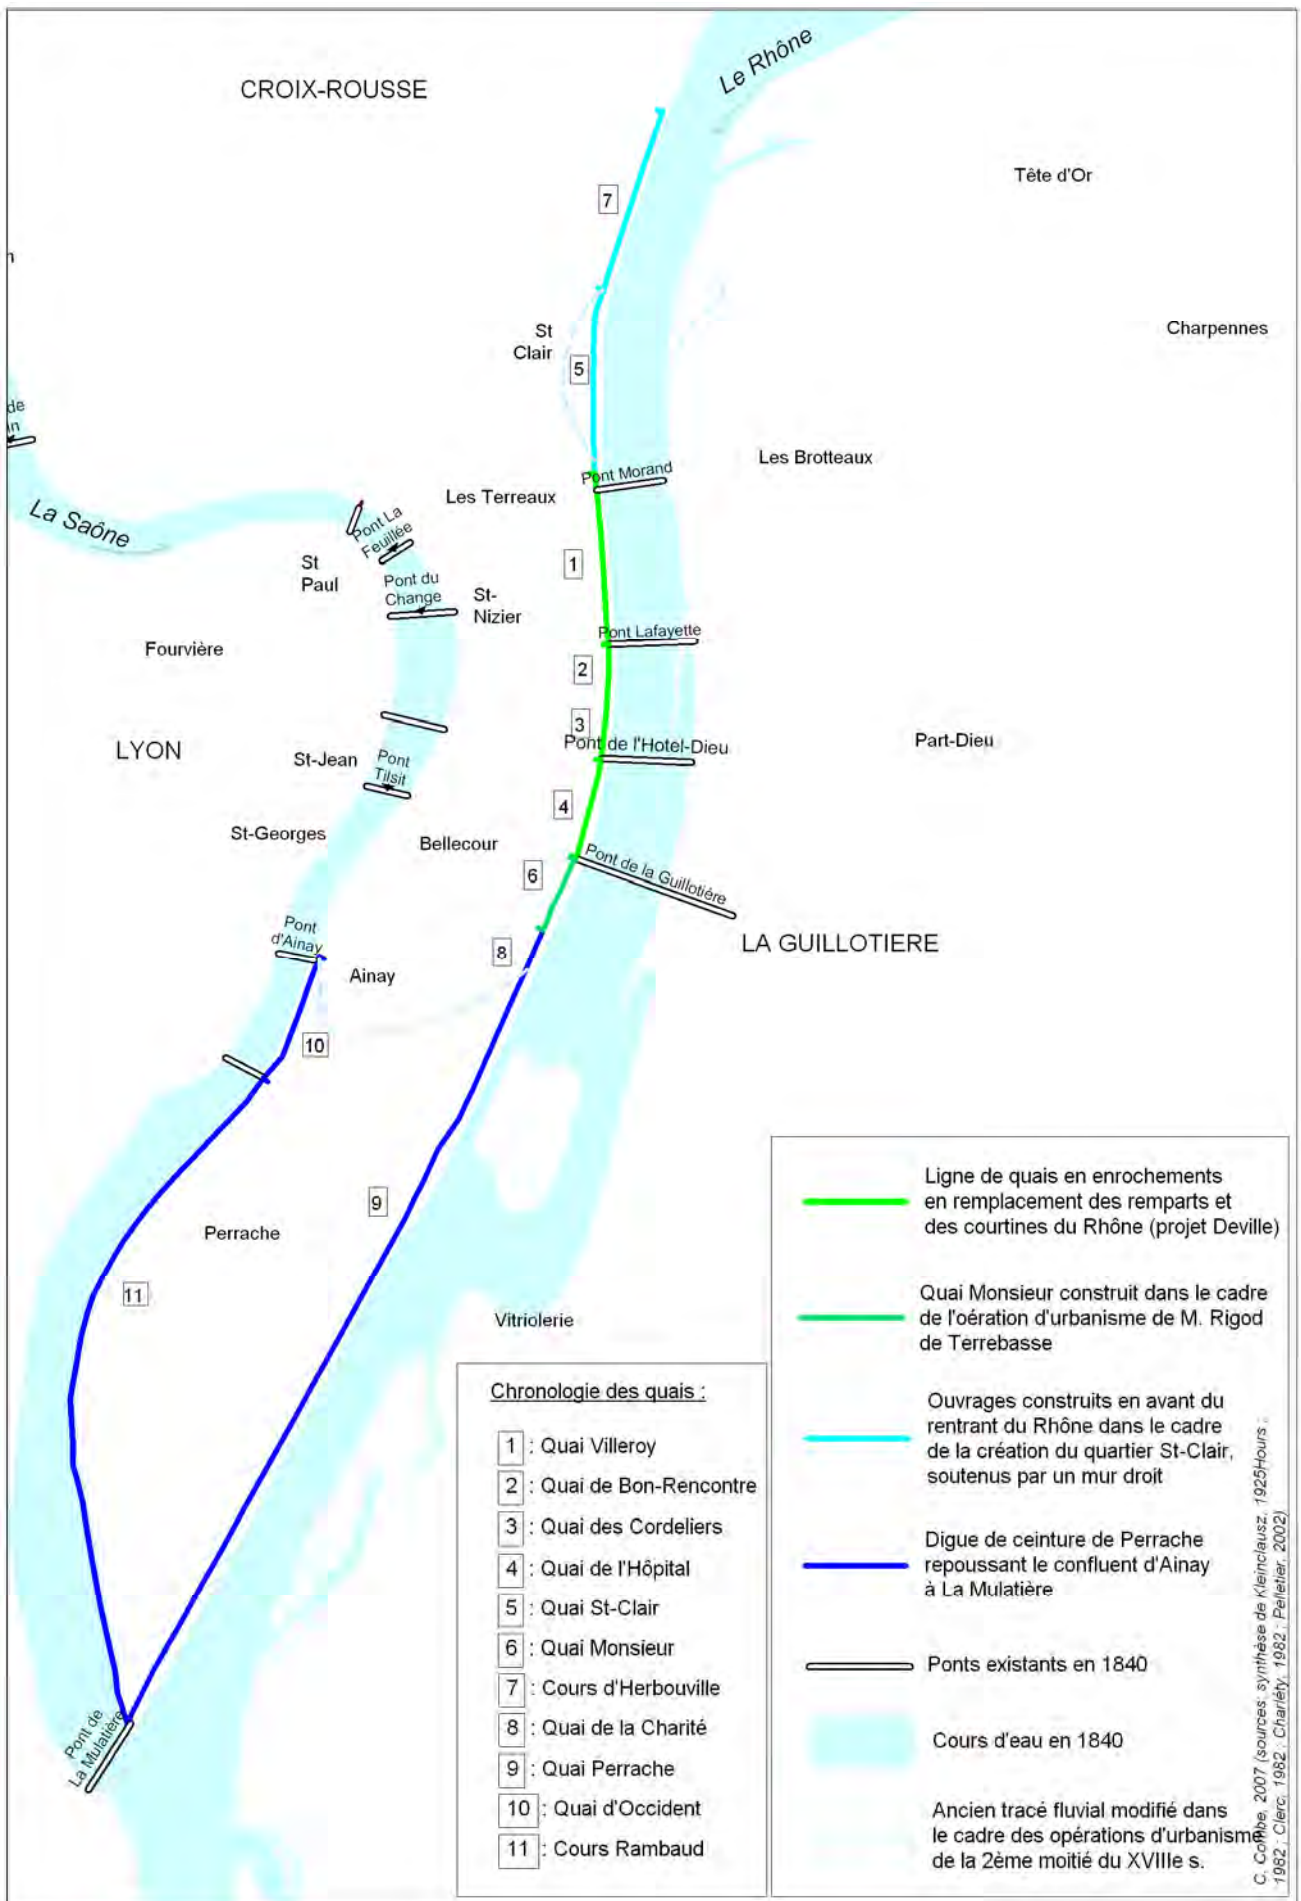 Le Rhône
CROIX-ROUSSE
Tête d'Or
7
n
St
Clair
Charpennes
5
de
in
Les Brotteaux
Pont Morand
Les Terreaux
La Saône
Pont La
Feuillée
St
Paul
1
Pont du
Change
St-
Nizier
Pont Lafayette
Fourvière
2
3
LYON
Part-Dieu
Pont de l'Hotel-Dieu
St-Jean
Pont
Tilsit
4
St-Georges
Bellecour
Pont de la Guillotière
6
Pont
d'Ainay
LA GUILLOTIERE
8
Ainay
10
9
Perrache
11
Vitriolerie
Pont de
La Mulatière
Chronologie des quais :
1 : Quai Villeroy
2 : Quai de Bon-Rencontre
3 : Quai des Cordeliers
4 : Quai de l'Hôpital
5 : Quai St-Clair
6 : Quai Monsieur
7 : Cours d'Herbouville
8 : Quai de la Charité
9 : Quai Perrache
10 : Quai d'Occident
11 : Cours Rambaud
Ligne de quais en enrochements
en remplacement des remparts et
des courtines du Rhône (projet Deville)
Quai Monsieur construit dans le cadre
de l'oération d'urbanisme de M. Rigod
de Terrebasse
Ouvrages construits en avant du
rentrant du Rhône dans le cadre
de la création du quartier St-Clair,
soutenus par un mur droit
Digue de ceinture de Perrache
repoussant le confluent d'Ainay
à La Mulatière
Ponts existants en 1840
Cours d'eau en 1840
Ancien tracé fluvial modifié dans
le cadre des opérations d'urbanisme
de la 2ème moitié du XVIIIe s.
C. Combe, 2007 (sources: synthèse de Kleinclausz, 1925Hours :
1982 ; Clerc, 1982 ; Charléty, 1982 ; Pelletier, 2002)